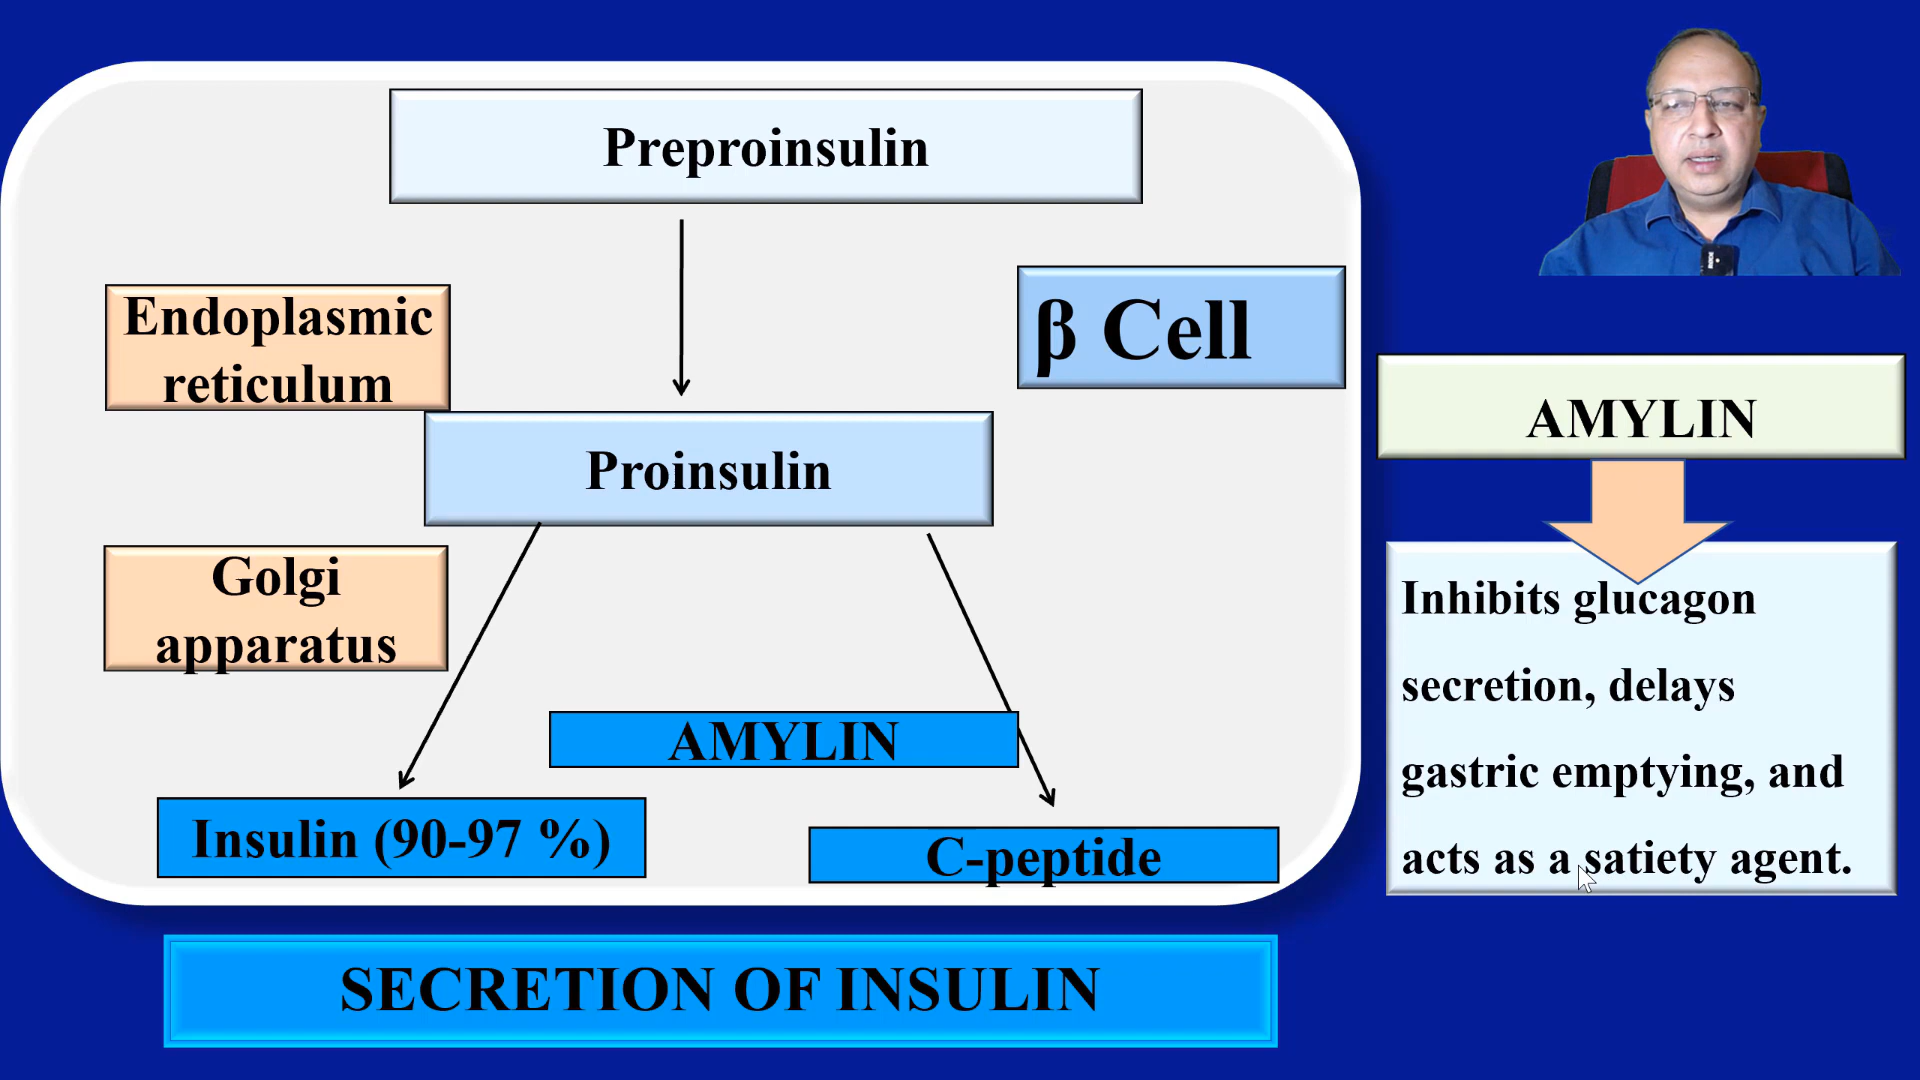 Preproinsulin
Endoplasmic
reticulum
β Cell
Proinsulin
Golgi
apparatus
AMYLIN
Insulin (90-97 %)
C-peptide
SECRETION OF INSULIN
AMYLIN
Inhibits glucagon
secretion, delays
gastric emptying, and
acts as a satiety agent.